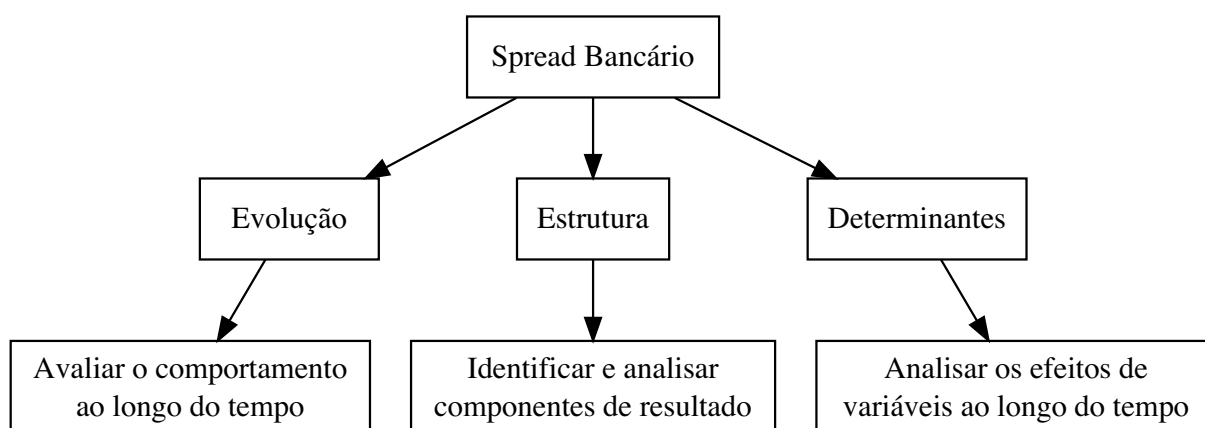 Spread Bancário
Evolução
Estrutura
Determinantes
Avaliar o comportamento
ao longo do tempo
Identificar e analisar
componentes de resultado
Analisar os efeitos de
variáveis ao longo do tempo